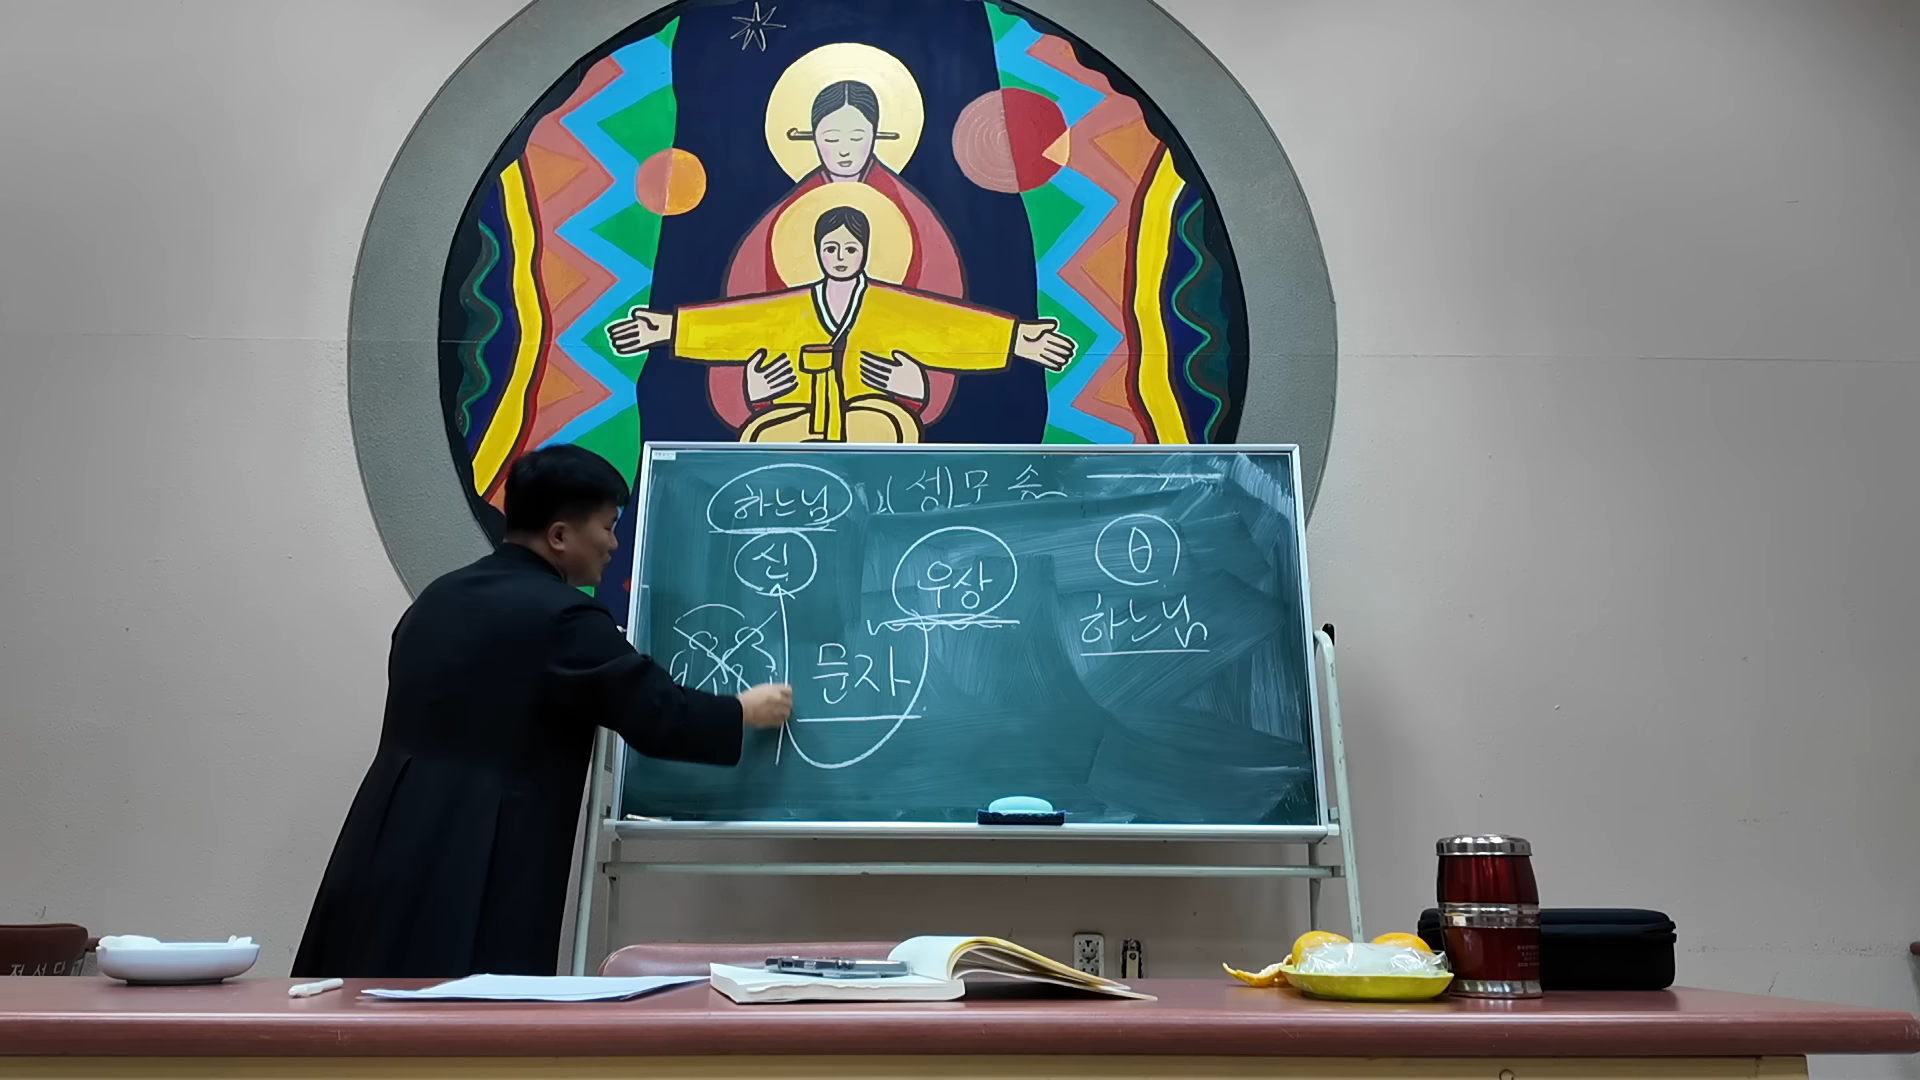 하느님 (성)모송
신
우상
θ
하느님
문자